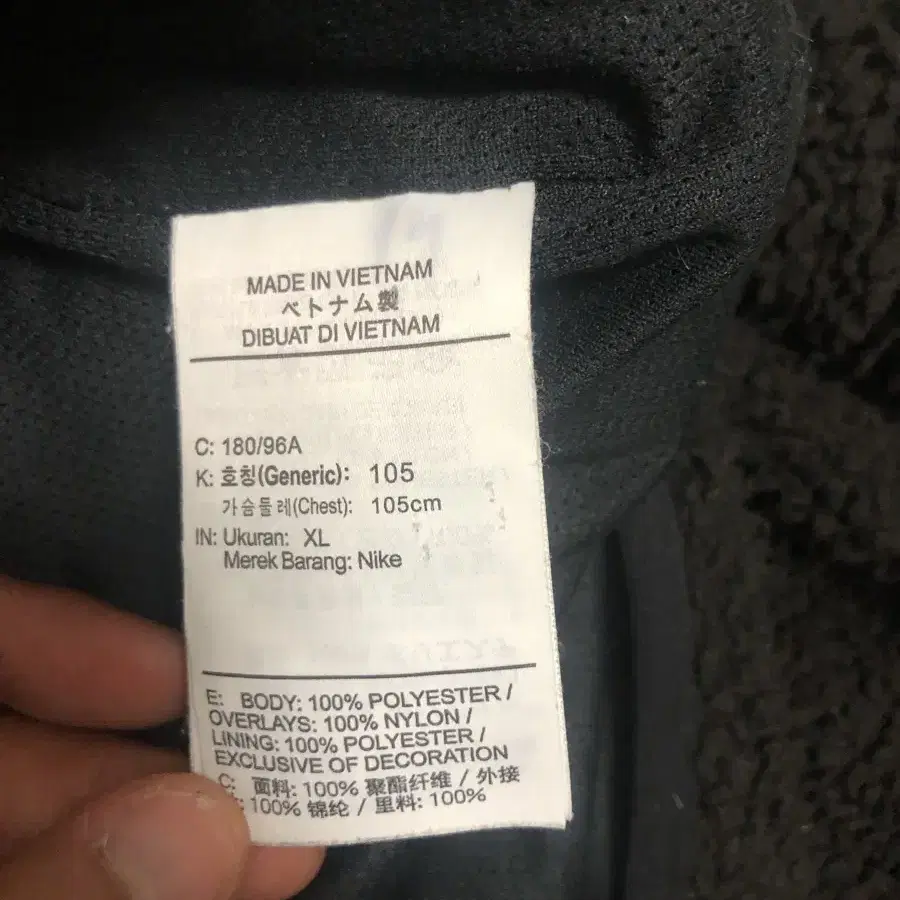 MADE IN VIETNAM
ベトナム製
DIBUAT DI VIETNAM
C: 180/96A
K: 호칭(Generic): 105
가슴둘레(Chest): 105cm
IN: Ukuran: XL
Merek Barang: Nike
E: BODY: 100% POLYESTER /
OVERLAYS: 100% NYLON /
LINING: 100% POLYESTER /
EXCLUSIVE OF DECORATION
C: 面料: 100% 聚酯纤维 / 外接
: 100% 锦纶 / 里料: 100%